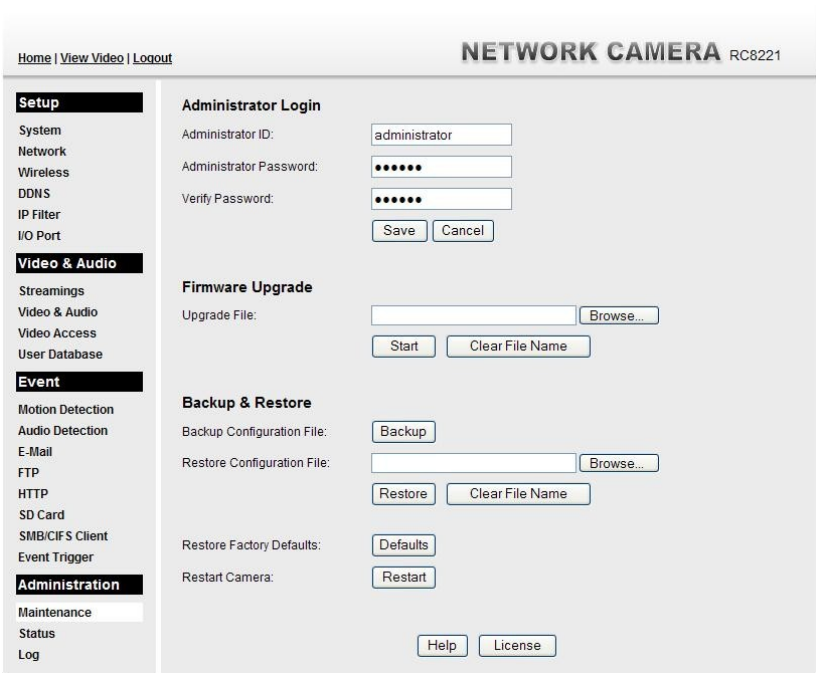 Home | View Video | Logout
NETWORK CAMERA RC8221
Setup
System
Network
Wireless
DDNS
IP Filter
I/O Port
Video & Audio
Streamings
Video & Audio
Video Access
User Database
Event
Motion Detection
Audio Detection
E-Mail
FTP
HTTP
SD Card
SMB/CIFS Client
Event Trigger
Administration
Maintenance
Status
Log
Administrator Login
Administrator ID: administrator
Administrator Password: ••••••
Verify Password: ••••••
Save Cancel
Firmware Upgrade
Upgrade File: Browse...
Start Clear File Name
Backup & Restore
Backup Configuration File: Backup
Restore Configuration File: Browse...
Restore Clear File Name
Restore Factory Defaults: Defaults
Restart Camera: Restart
Help License